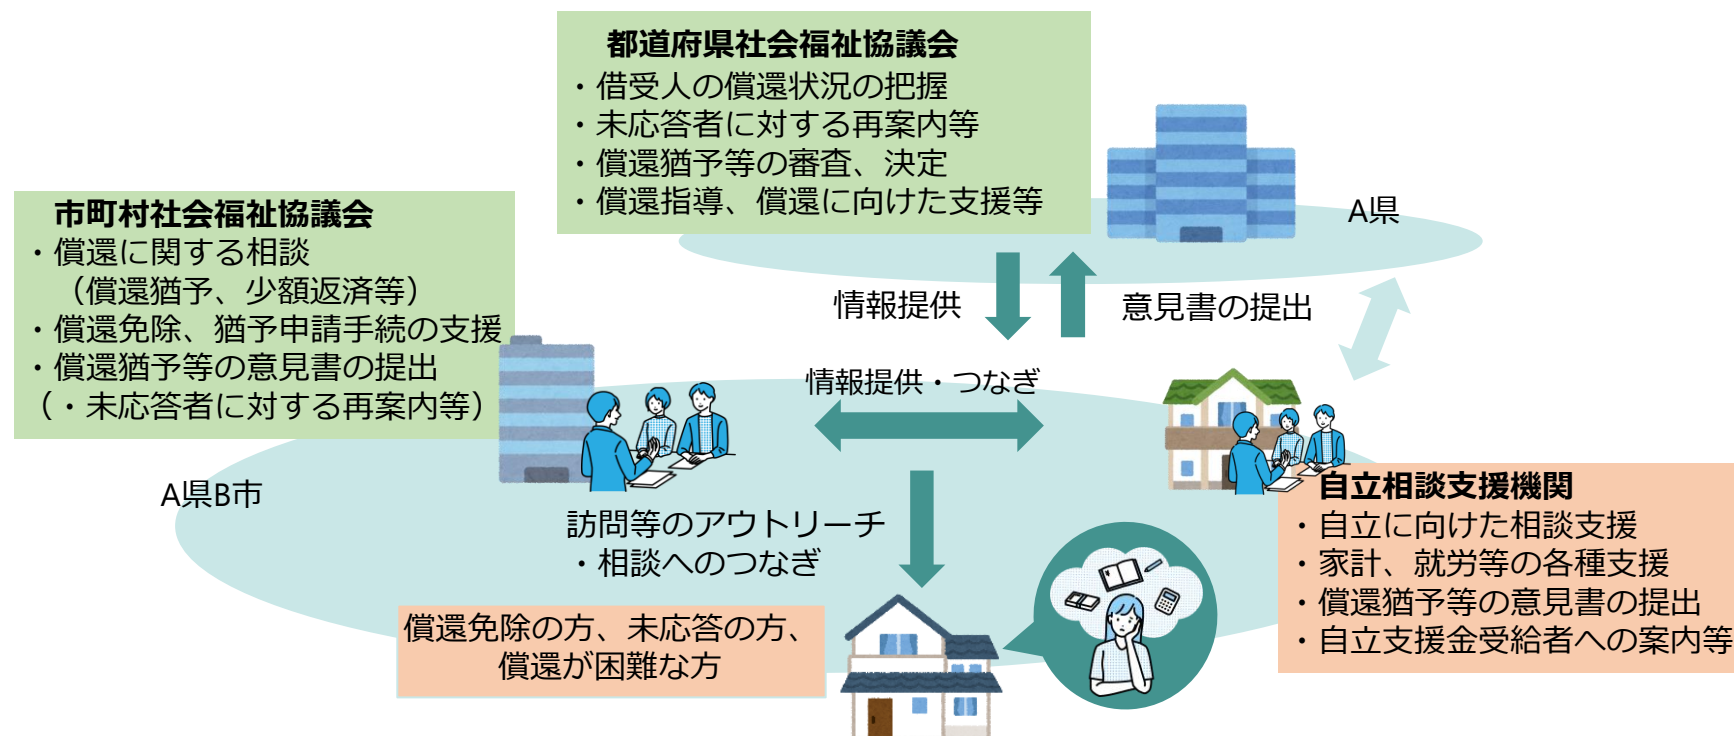 都道府県社会福祉協議会
・借受人の償還状況の把握
・未応答者に対する再案内等
・償還猶予等の審査、決定
・償還指導、償還に向けた支援等
A県
市町村社会福祉協議会
・償還に関する相談
（償還猶予、少額返済等）
・償還免除、猶予申請手続の支援
・償還猶予等の意見書の提出
（・未応答者に対する再案内等）
情報提供
意見書の提出
情報提供・つなぎ
A県B市
訪問等のアウトリーチ
・相談へのつなぎ
自立相談支援機関
・自立に向けた相談支援
・家計、就労等の各種支援
・償還猶予等の意見書の提出
・自立支援金受給者への案内等
償還免除の方、未応答の方、
償還が困難な方